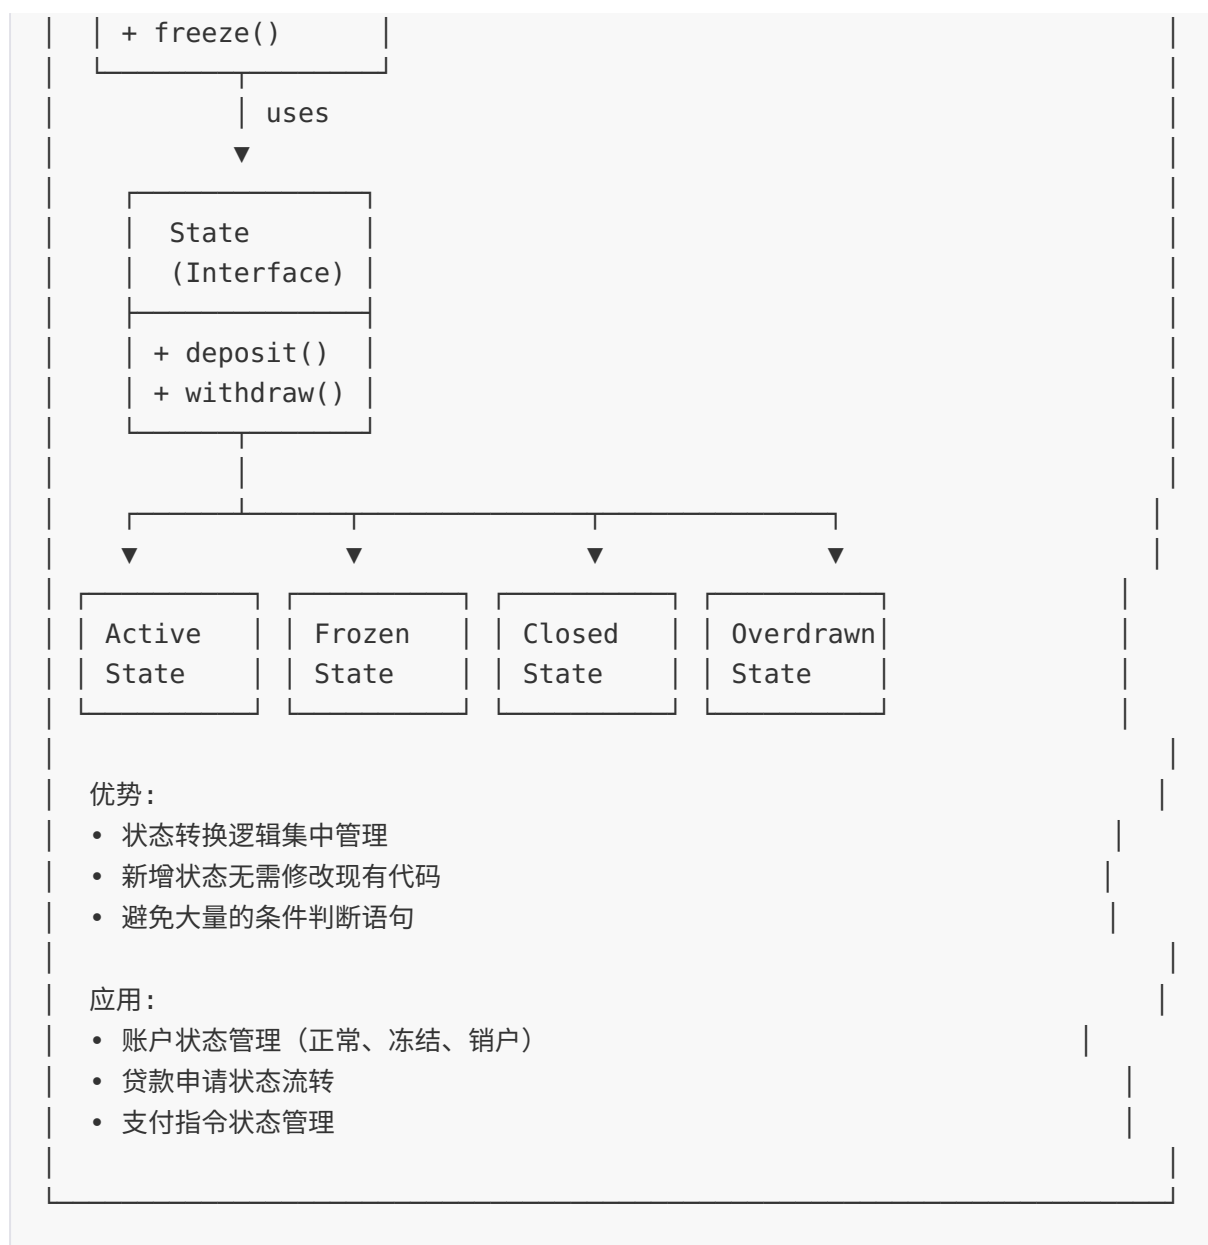 + freeze()
uses
State
(Interface)
+ deposit()
+ withdraw()
Active Frozen Closed Overdrawn
State State State State
优势:
• 状态转换逻辑集中管理
• 新增状态无需修改现有代码
• 避免大量的条件判断语句
应用:
• 账户状态管理（正常、冻结、销户）
• 贷款申请状态流转
• 支付指令状态管理